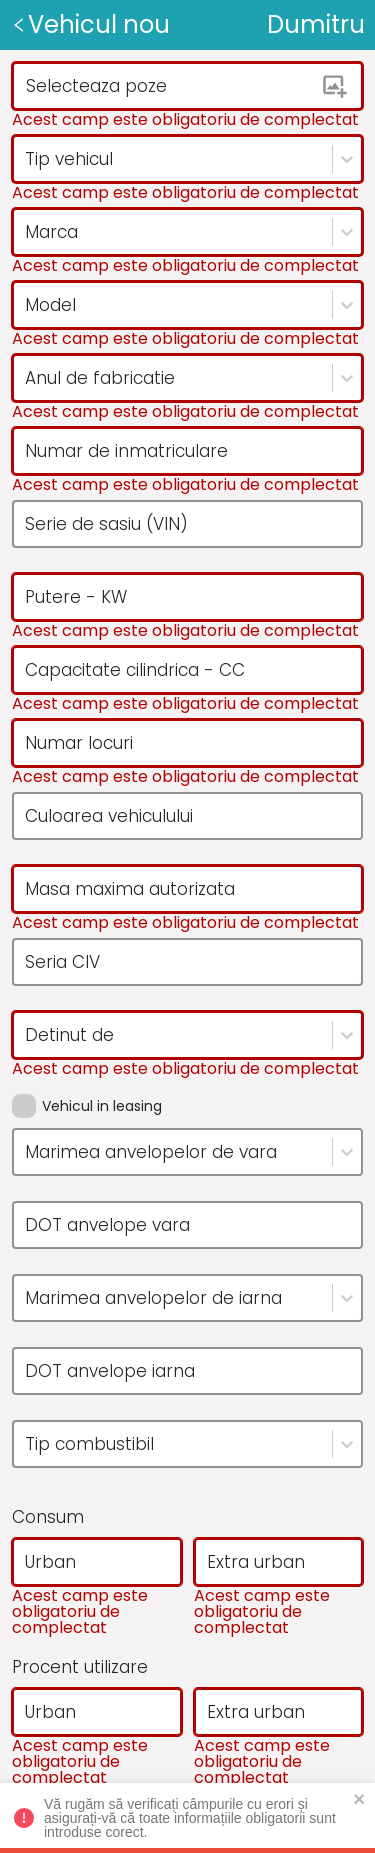 Vehicul nou Dumitru
Selecteaza poze
Acest camp este obligatoriu de complectat
Tip vehicul
Acest camp este obligatoriu de complectat
Marca
Acest camp este obligatoriu de complectat
Model
Acest camp este obligatoriu de complectat
Anul de fabricatie
Acest camp este obligatoriu de complectat
Numar de inmatriculare
Acest camp este obligatoriu de complectat
Serie de sasiu (VIN)
Putere - KW
Acest camp este obligatoriu de complectat
Capacitate cilindrica - CC
Acest camp este obligatoriu de complectat
Numar locuri
Acest camp este obligatoriu de complectat
Culoarea vehiculului
Masa maxima autorizata
Acest camp este obligatoriu de complectat
Seria CIV
Detinut de
Acest camp este obligatoriu de complectat
Vehicul in leasing
Marimea anvelopelor de vara
DOT anvelope vara
Marimea anvelopelor de iarna
DOT anvelope iarna
Tip combustibil
Consum
Urban
Acest camp este
obligatoriu de
complectat
Extra urban
Acest camp este
obligatoriu de
complectat
Procent utilizare
Urban
Acest camp este
obligatoriu de
complectat
Extra urban
Acest camp este
obligatoriu de
complectat
Vă rugăm să verificați câmpurile cu erori și
asigurați-vă că toate informațiile obligatorii sunt
introduse corect.